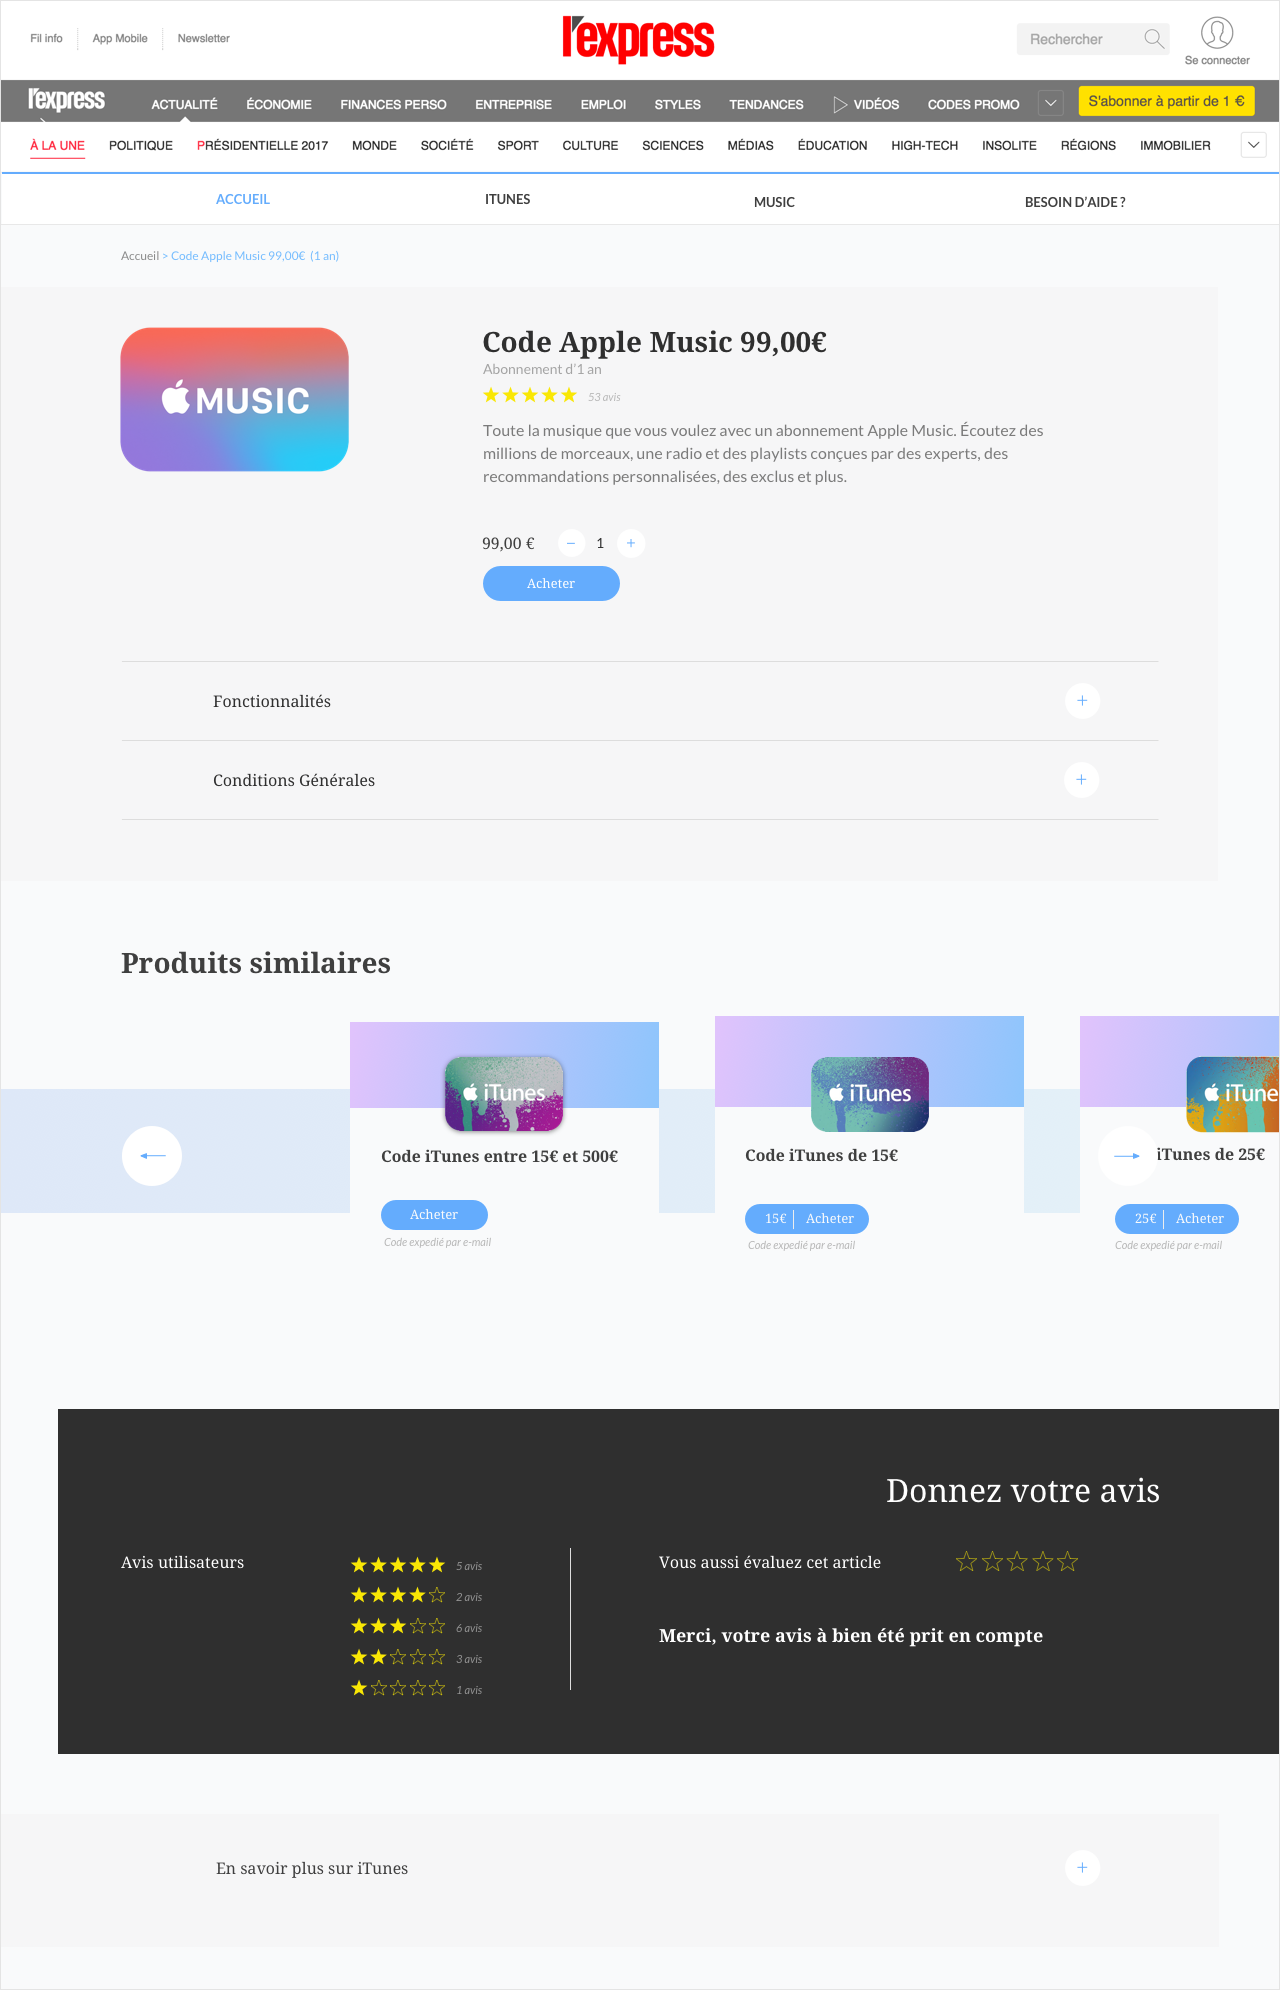 Fil info
App Mobile
Newsletter
l'express
Rechercher
Se connecter
l'express
ACTUALITÉ ÉCONOMIE FINANCES PERSO ENTREPRISE EMPLOI STYLES TENDANCES VIDÉOS CODES PROMO
S'abonner à partir de 1 €
À LA UNE POLITIQUE PRÉSIDENTIELLE 2017 MONDE SOCIÉTÉ SPORT CULTURE SCIENCES MÉDIAS ÉDUCATION HIGH-TECH INSOLITE RÉGIONS IMMOBILIER
ACCUEIL ITUNES MUSIC BESOIN D'AIDE ?
Accueil > Code Apple Music 99,00€ (1 an)
MUSIC
Code Apple Music 99,00€
Abonnement d'1 an
53 avis
Toute la musique que vous voulez avec un abonnement Apple Music. Écoutez des
millions de morceaux, une radio et des playlists conçues par des experts, des
recommandations personnalisées, des exclus et plus.
99,00 € − 1 +
Acheter
Fonctionnalités +
Conditions Générales +
Produits similaires
iTunes
Code iTunes entre 15€ et 500€
Acheter
Code expedié par e-mail
iTunes
Code iTunes de 15€
15€ | Acheter
Code expedié par e-mail
iTune
iTunes de 25€
25€ | Acheter
Code expedié par e-mail
Donnez votre avis
Avis utilisateurs
5 avis
2 avis
6 avis
3 avis
1 avis
Vous aussi évaluez cet article
Merci, votre avis à bien été prit en compte
En savoir plus sur iTunes +